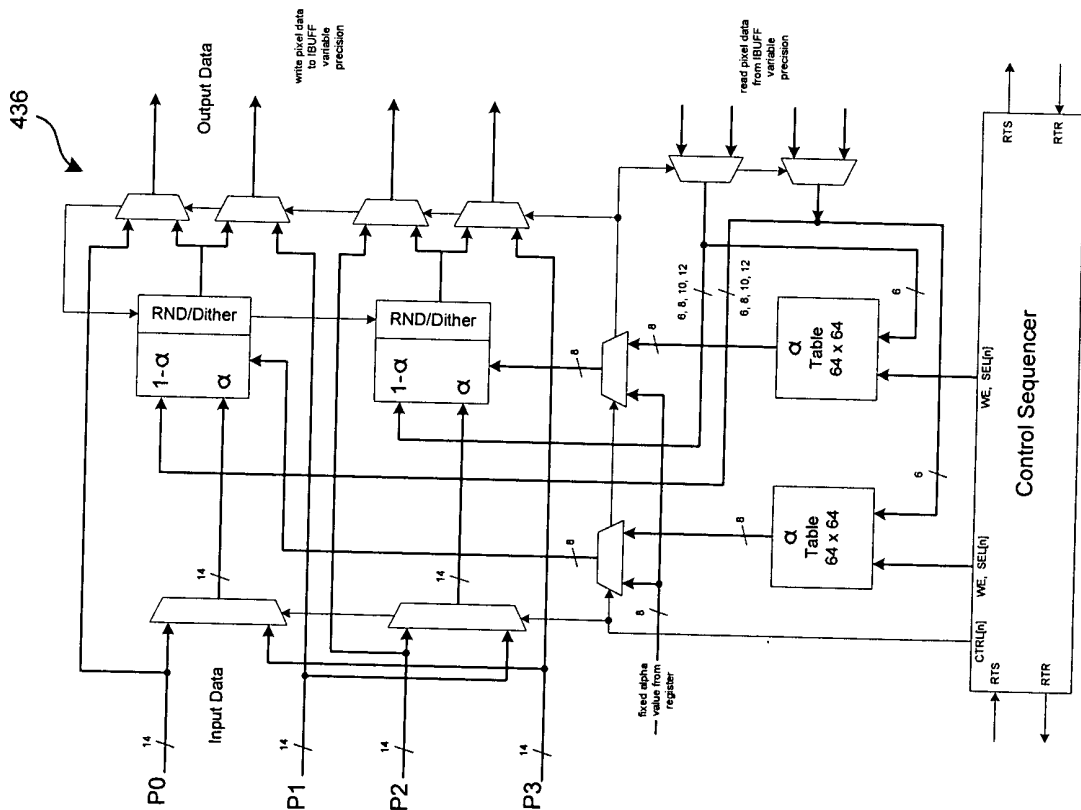 436
Output Data
write pixel data
to IBUFF
variable
precision
RND/Dither
1-α
α
RND/Dither
1-α
α
14
14
Input Data
P0
14
P1
14
P2
14
P3
14
8
8
8
8
6, 8, 10, 12
6, 8, 10, 12
read pixel data
from IBUFF
variable
precision
fixed alpha
value from
register
8
α
Table
64 x 64
α
Table
64 x 64
6
6
CTRL[n]
WE, SEL[n]
WE, SEL[n]
RTS
RTR
Control Sequencer
RTS
RTR